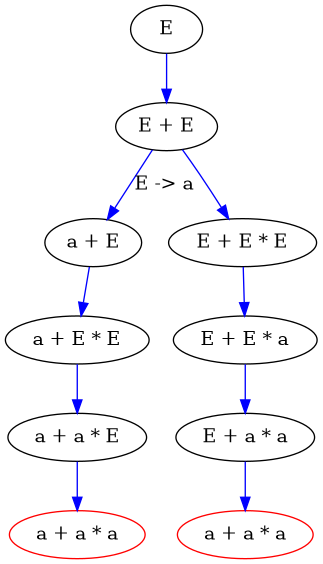 E
E + E
E -> a
a + E
E + E * E
a + E * E
E + E * a
a + a * E
E + a * a
a + a * a
a + a * a